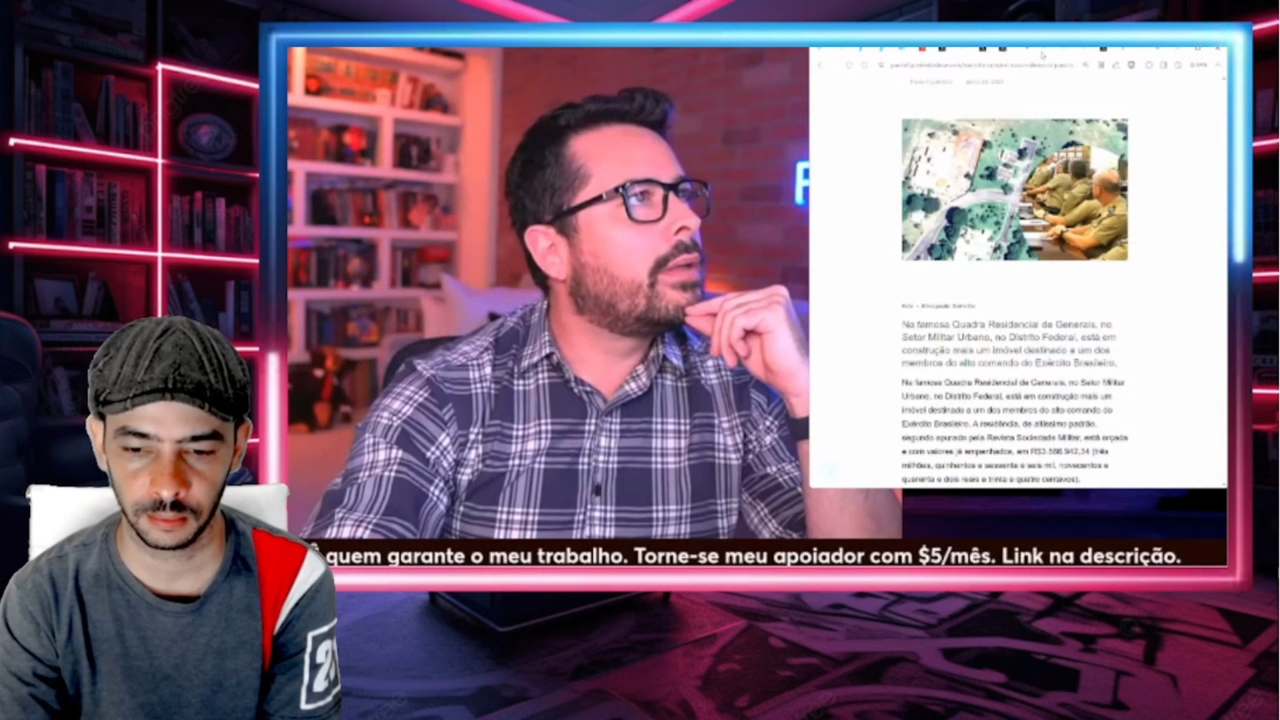 Foto - Divulgação Exército
Na famosa Quadra Residencial de Generais, no
Setor Militar Urbano, no Distrito Federal, está em
construção mais um imóvel destinado a um dos
membros do alto comando do Exército Brasileiro.
Na famosa Quadra Residencial de Generais, no Setor Militar
Urbano, no Distrito Federal, está em construção mais um
imóvel destinado a um dos membros do alto comando do
Exército Brasileiro. A residência, de altíssimo padrão,
segundo apurado pela Revista Sociedade Militar, está orçada
e com valores já empenhados, em R$3.566.942,34 (três
milhões, quinhentos e sessenta e seis mil, novecentos e
quarenta e dois reais e trinta e quatro centavos).
quem garante o meu trabalho. Torne-se meu apoiador com $5/mês. Link na descrição.